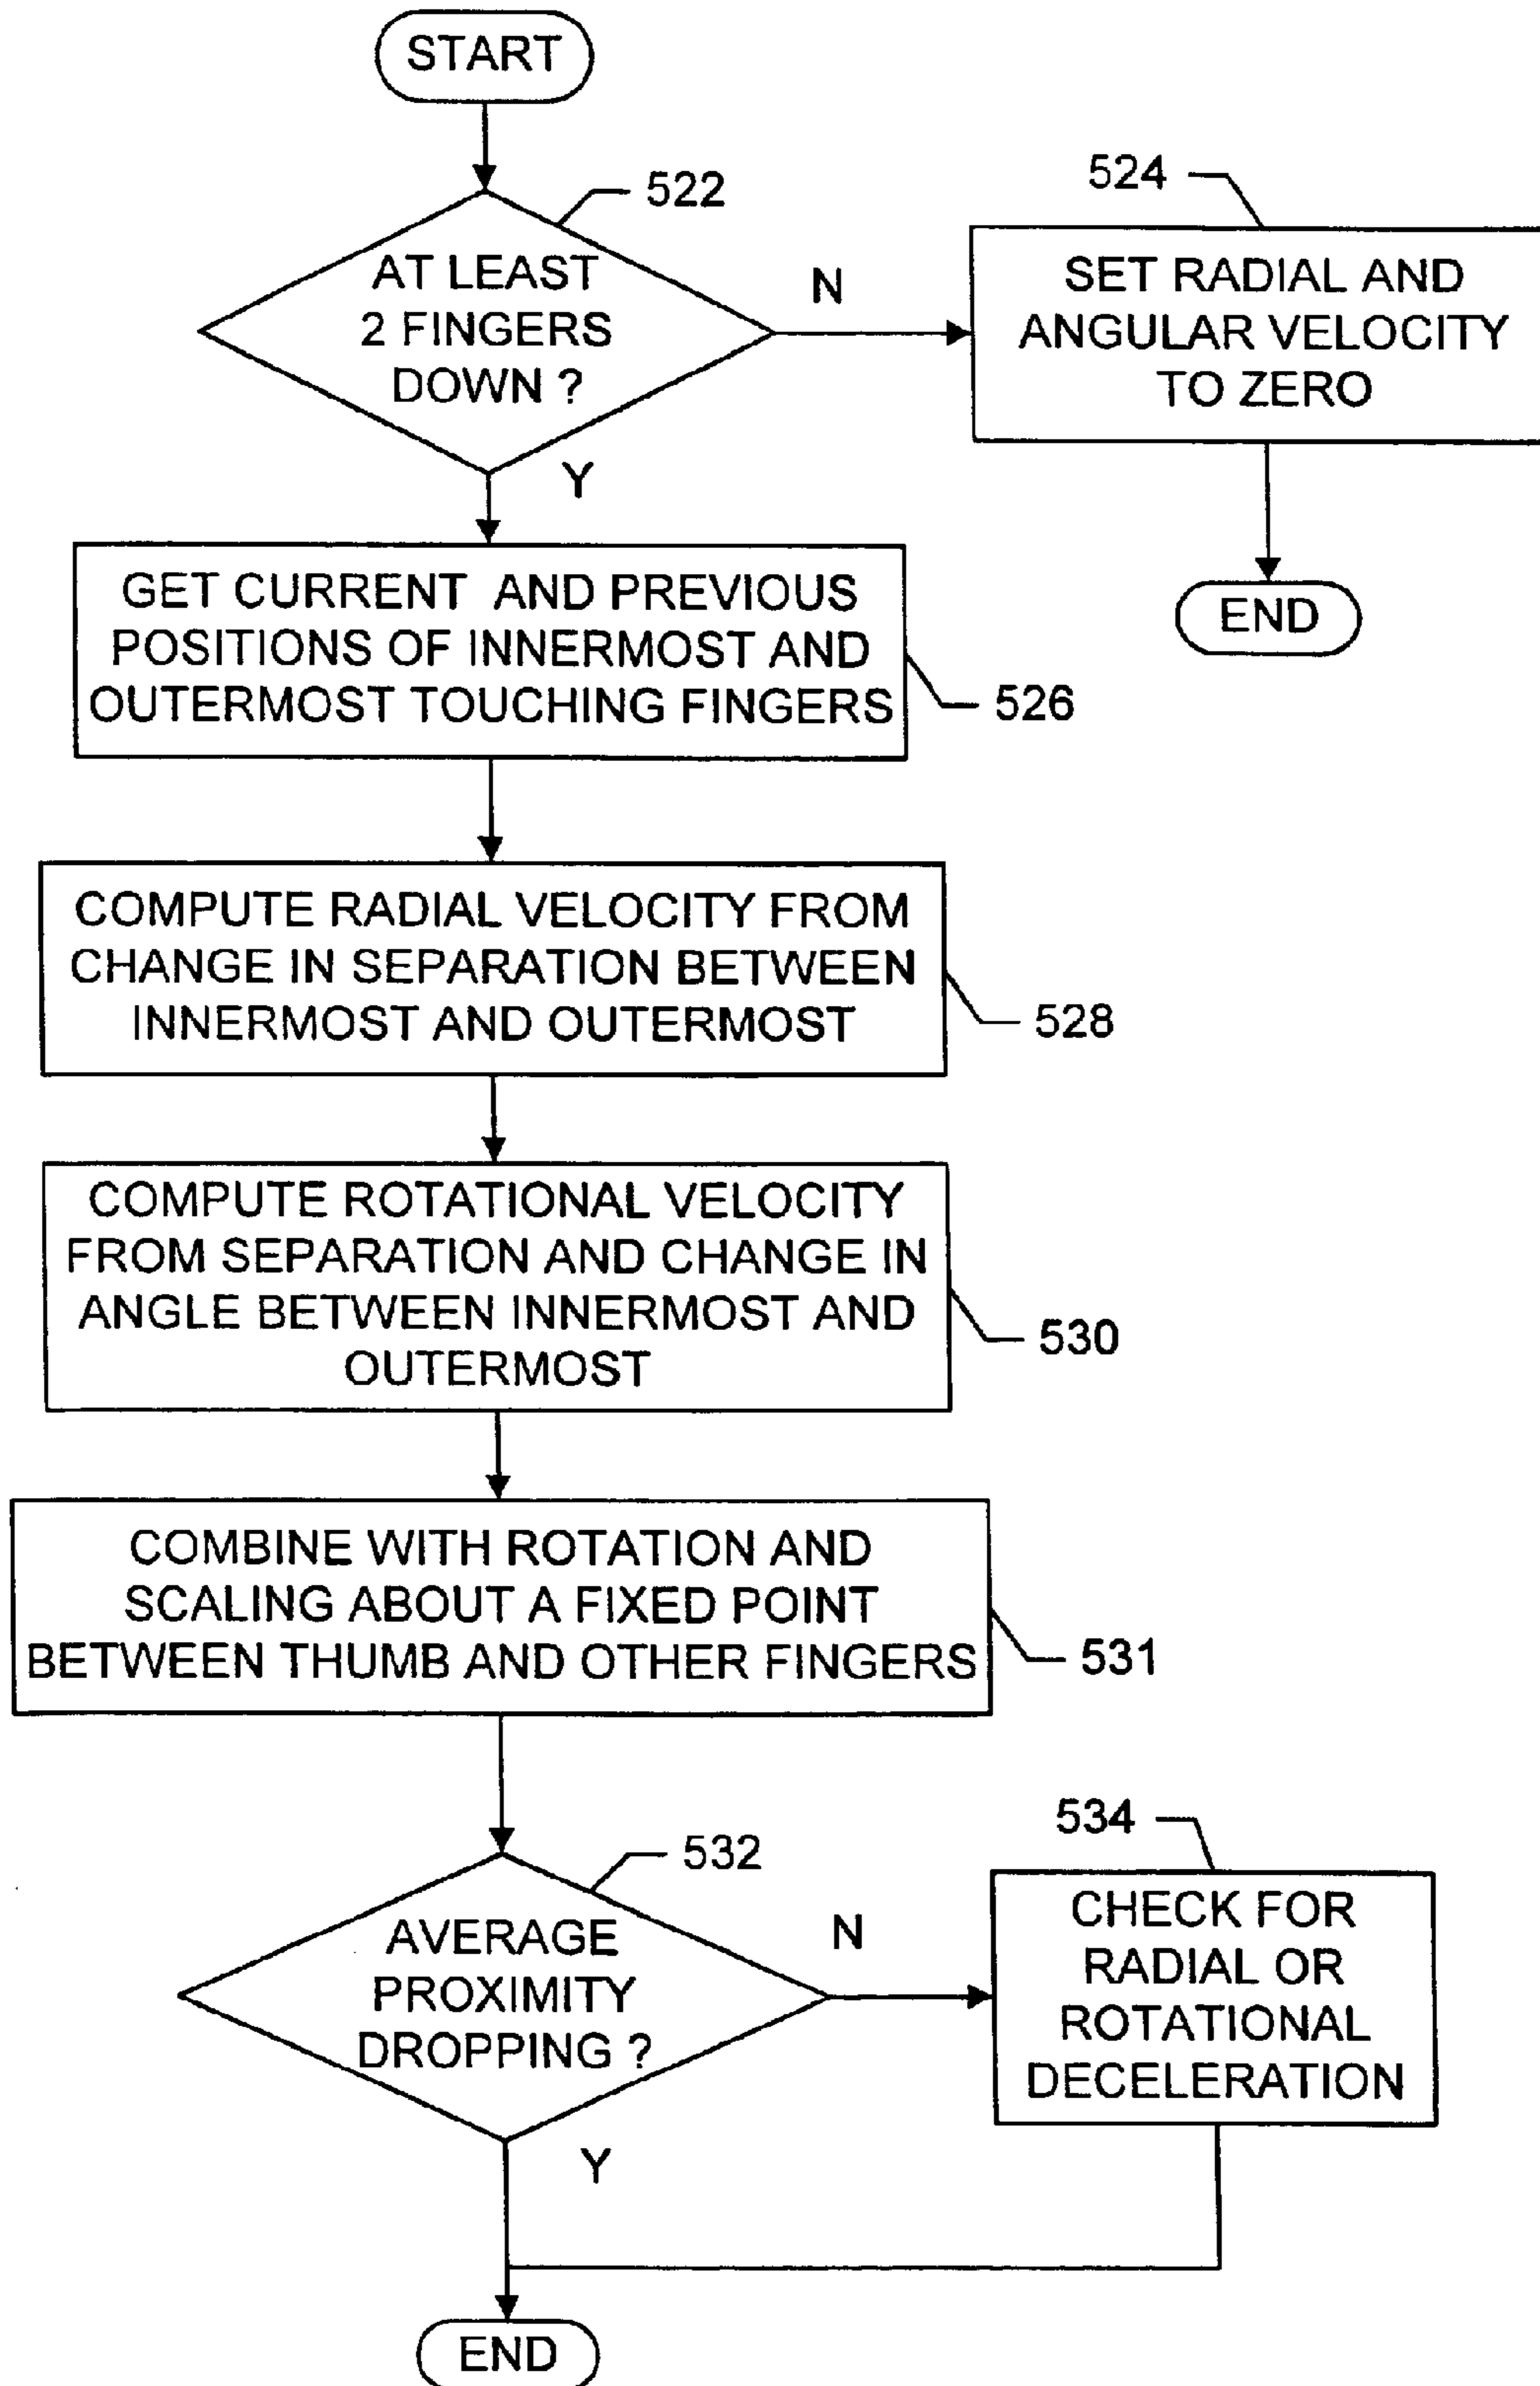 START
522
AT LEAST
2 FINGERS
DOWN ?
N
524
SET RADIAL AND
ANGULAR VELOCITY
TO ZERO
END
Y
GET CURRENT AND PREVIOUS
POSITIONS OF INNERMOST AND
OUTERMOST TOUCHING FINGERS
526
COMPUTE RADIAL VELOCITY FROM
CHANGE IN SEPARATION BETWEEN
INNERMOST AND OUTERMOST
528
COMPUTE ROTATIONAL VELOCITY
FROM SEPARATION AND CHANGE IN
ANGLE BETWEEN INNERMOST AND
OUTERMOST
530
COMBINE WITH ROTATION AND
SCALING ABOUT A FIXED POINT
BETWEEN THUMB AND OTHER FINGERS
531
532
AVERAGE
PROXIMITY
DROPPING ?
N
534
CHECK FOR
RADIAL OR
ROTATIONAL
DECELERATION
Y
END